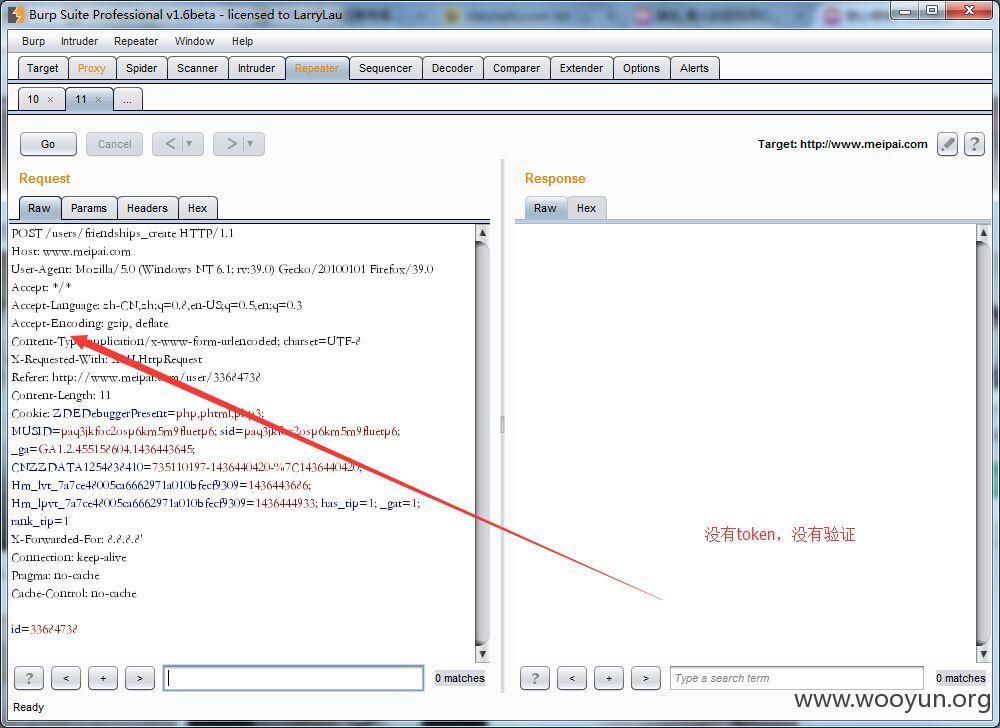 Burp Suite Professional v1.6beta - licensed to LarryLau
Burp Intruder Repeater Window Help
Target Proxy Spider Scanner Intruder Repeater Sequencer Decoder Comparer Extender Options Alerts
10 × 11 × ...
Go Cancel < > Target: http://www.meipai.com ?
Request
Response
Raw Params Headers Hex
Raw Hex
POST /users/friendships_create HTTP/1.1
Host: www.meipai.com
User-Agent: Mozilla/5.0 (Windows NT 6.1; rv:39.0) Gecko/20100101 Firefox/39.0
Accept: */*
Accept-Language: zh-CN,zh;q=0.8,en-US;q=0.5,en;q=0.3
Accept-Encoding: gzip, deflate
Content-Type: application/x-www-form-urlencoded; charset=UTF-8
X-Requested-With: XMLHttpRequest
Referer: http://www.meipai.com/user/33684738
Content-Length: 11
Cookie: ZDEDebuggerPresent=php,phtml,php3;
MUSID=paq3jkfoc2osp6km5m9fluetp6; sid=paq3jkfoc2osp6km5m9fluetp6;
_ga=GA1.2.455158604.1436443645;
CNZZDATA1254838410=735110197-1436440420-%7C1436440420;
Hm_lvt_7a7ce48005ca6662971a010bfecf9309=1436443686;
Hm_lpvt_7a7ce48005ca6662971a010bfecf9309=1436444933; has_tip=1; _gat=1;
rank_tip=1
X-Forwarded-For: 8.8.8.8'
Connection: keep-alive
Pragma: no-cache
Cache-Control: no-cache
id=33684738
没有token，没有验证
? < + > 0 matches
? < + > Type a search term 0 matches
Ready
www.wooyun.org